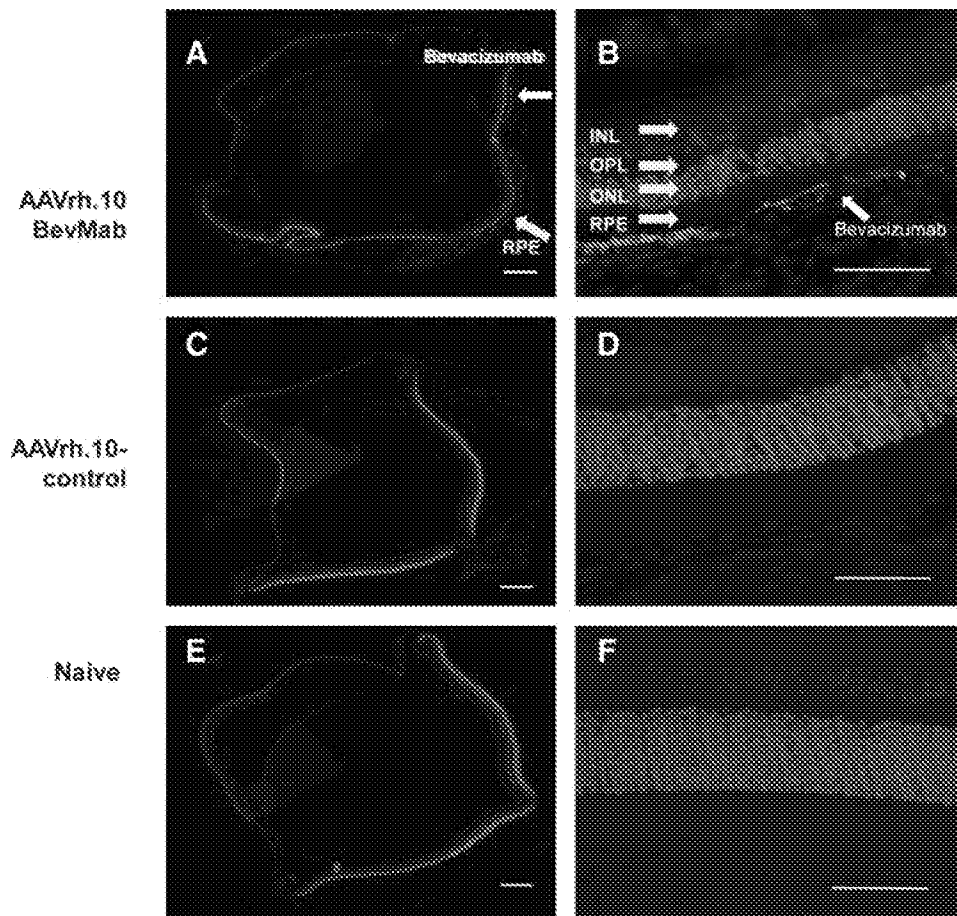 A
Bevacizumab
RPE
B
INL
OPL
ONL
RPE
Bevacizumab
AAVrh.10
BevMab
C
D
AAVrh.10-
control
E
F
Naive